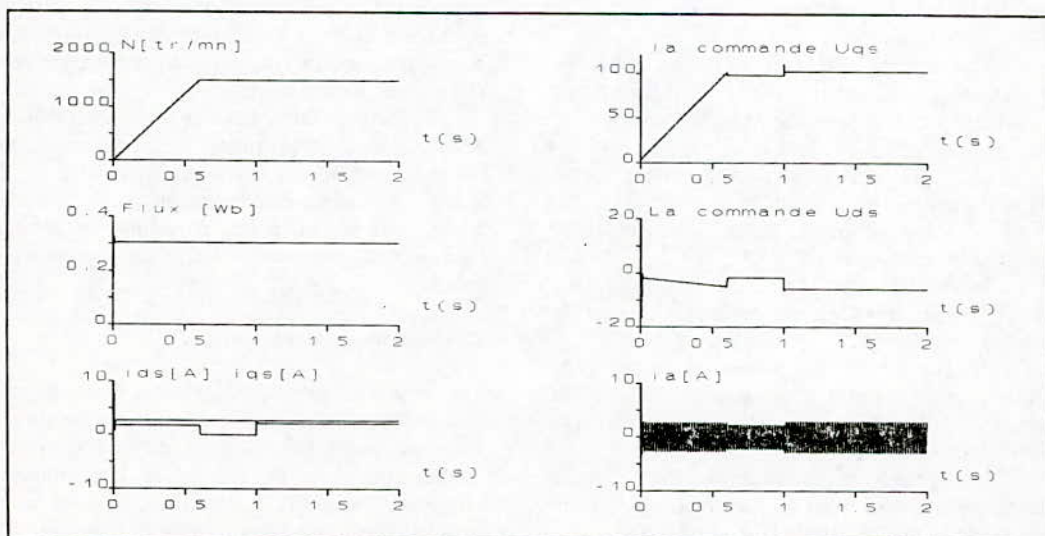 N[tr/mn]
2000
1000
0
t(s)
0 0.5 1 1.5 2
la commande Uqs
100
50
0
t(s)
0 0.5 1 1.5 2
Flux [Wb]
0.4
0.2
0
t(s)
0 0.5 1 1.5 2
La commande Uds
20
0
-20
t(s)
0 0.5 1 1.5 2
ids[A] iqs[A]
10
0
-10
t(s)
0 0.5 1 1.5 2
ia[A]
10
0
-10
t(s)
0 0.5 1 1.5 2